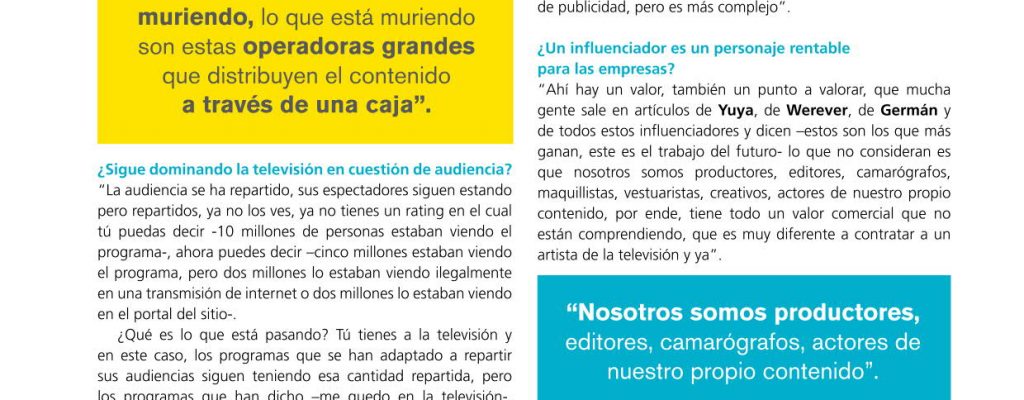 muriendo, lo que está muriendo
son estas operadoras grandes
que distribuyen el contenido
a través de una caja”.
¿Sigue dominando la televisión en cuestión de audiencia?
“La audiencia se ha repartido, sus espectadores siguen estando
pero repartidos, ya no los ves, ya no tienes un rating en el cual
tú puedas decir -10 millones de personas estaban viendo el
programa-, ahora puedes decir –cinco millones estaban viendo
el programa, pero dos millones lo estaban viendo ilegalmente
en una transmisión de internet o dos millones lo estaban viendo
en el portal del sitio-.
¿Qué es lo que está pasando? Tú tienes a la televisión y
en este caso, los programas que se han adaptado a repartir
sus audiencias siguen teniendo esa cantidad repartida, pero
los programas que han dicho –me quedo en la televisión-,
de publicidad, pero es más complejo”.
¿Un influenciador es un personaje rentable
para las empresas?
“Ahí hay un valor, también un punto a valorar, que mucha
gente sale en artículos de Yuya, de Werever, de Germán y
de todos estos influenciadores y dicen –estos son los que más
ganan, este es el trabajo del futuro- lo que no consideran es
que nosotros somos productores, editores, camarógrafos,
maquillistas, vestuaristas, creativos, actores de nuestro propio
contenido, por ende, tiene todo un valor comercial que no
están comprendiendo, que es muy diferente a contratar a un
artista de la televisión y ya”.
“Nosotros somos productores,
editores, camarógrafos, actores de
nuestro propio contenido”.